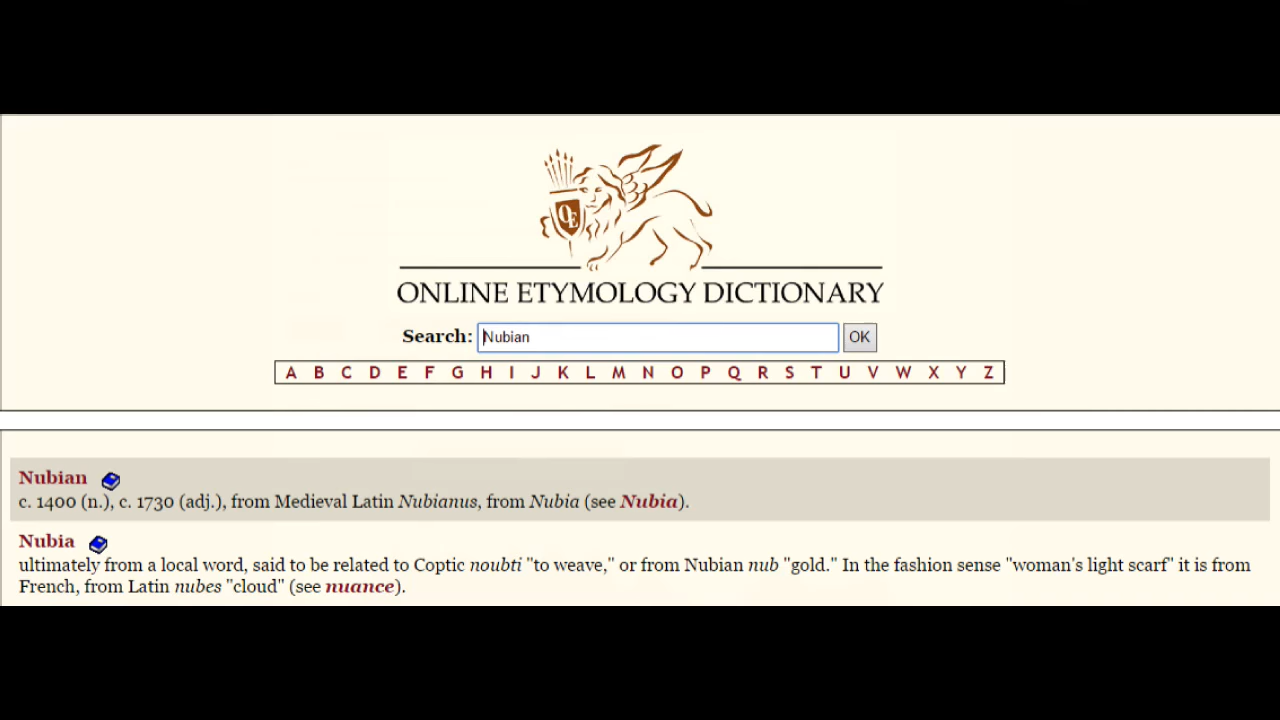 OE
ONLINE ETYMOLOGY DICTIONARY
Search: Nubian OK
A B C D E F G H I J K L M N O P Q R S T U V W X Y Z
Nubian
c. 1400 (n.), c. 1730 (adj.), from Medieval Latin Nubianus, from Nubia (see Nubia).
Nubia
ultimately from a local word, said to be related to Coptic noubti "to weave," or from Nubian nub "gold." In the fashion sense "woman's light scarf" it is from
French, from Latin nubes "cloud" (see nuance).